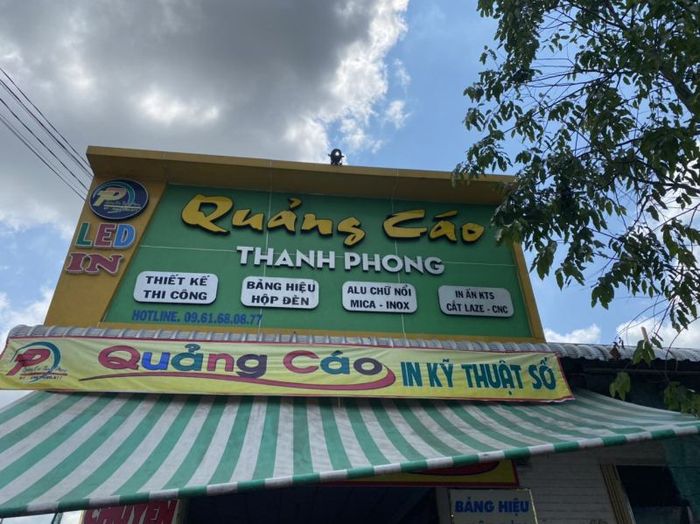 LED
IN
Quảng Cáo
THANH PHONG
THIẾT KẾ
THI CÔNG
BẢNG HIỆU
HỘP ĐÈN
ALU CHỮ NỔI
MICA - INOX
IN ẤN KTS
CẮT LAZE - CNC
HOTLINE. 09.61.68.08.77
Quảng Cáo
IN KỸ THUẬT SỐ
CHUYÊN
BẢNG HIỆU